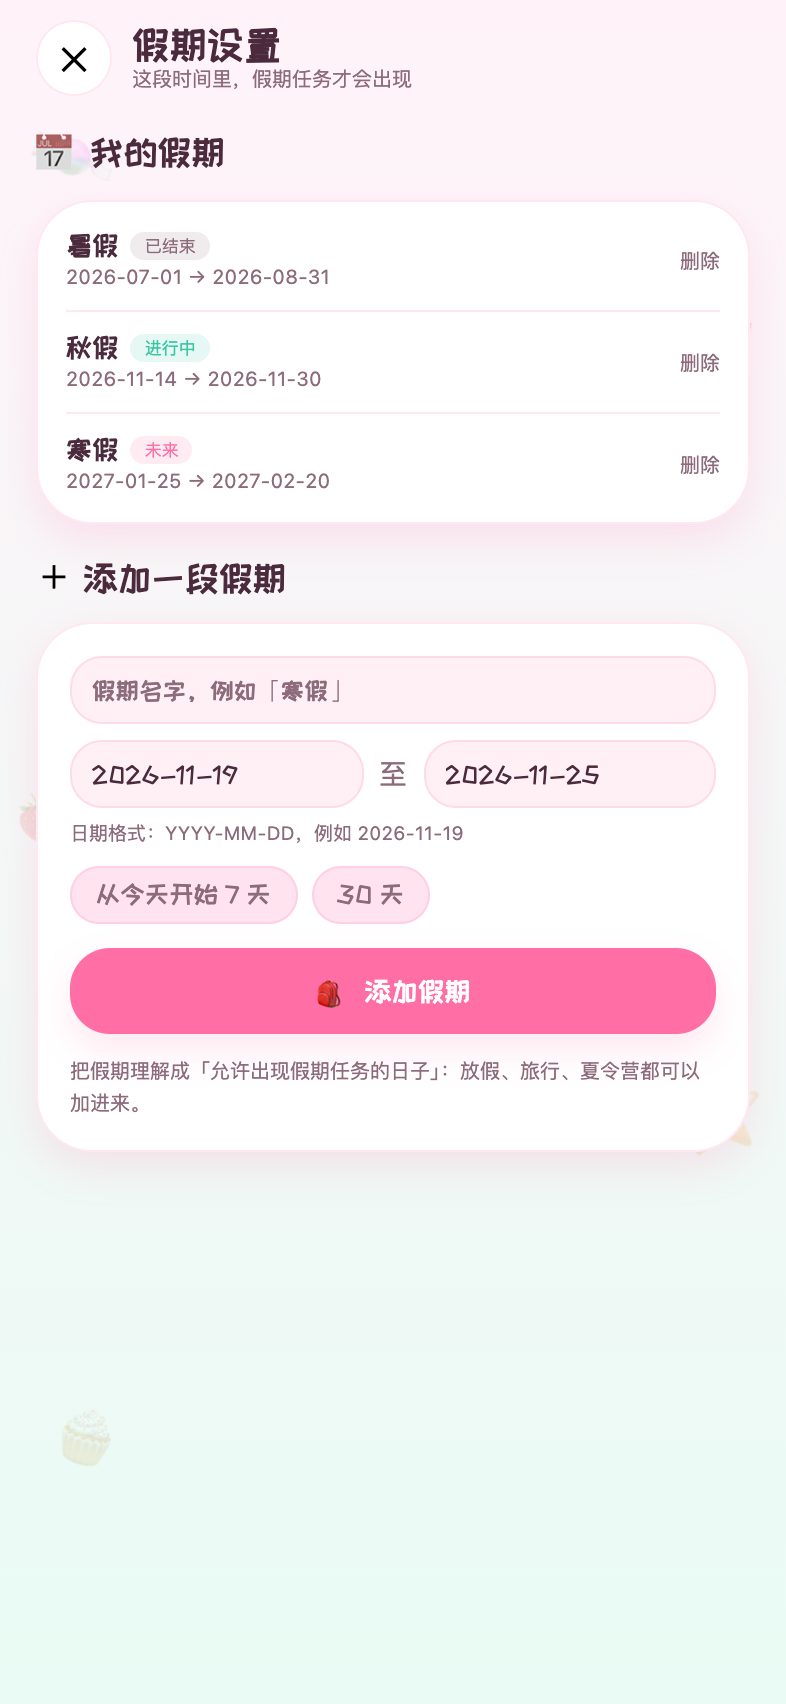 假期设置
这段时间里，假期任务才会出现
JUL
17
我的假期
暑假 已结束
2026-07-01 → 2026-08-31
删除
秋假 进行中
2026-11-14 → 2026-11-30
删除
寒假 未来
2027-01-25 → 2027-02-20
删除
+ 添加一段假期
假期名字，例如「寒假」
2026-11-19 至 2026-11-25
日期格式：YYYY-MM-DD，例如 2026-11-19
从今天开始 7 天 30 天
添加假期
把假期理解成「允许出现假期任务的日子」：放假、旅行、夏令营都可以
加进来。